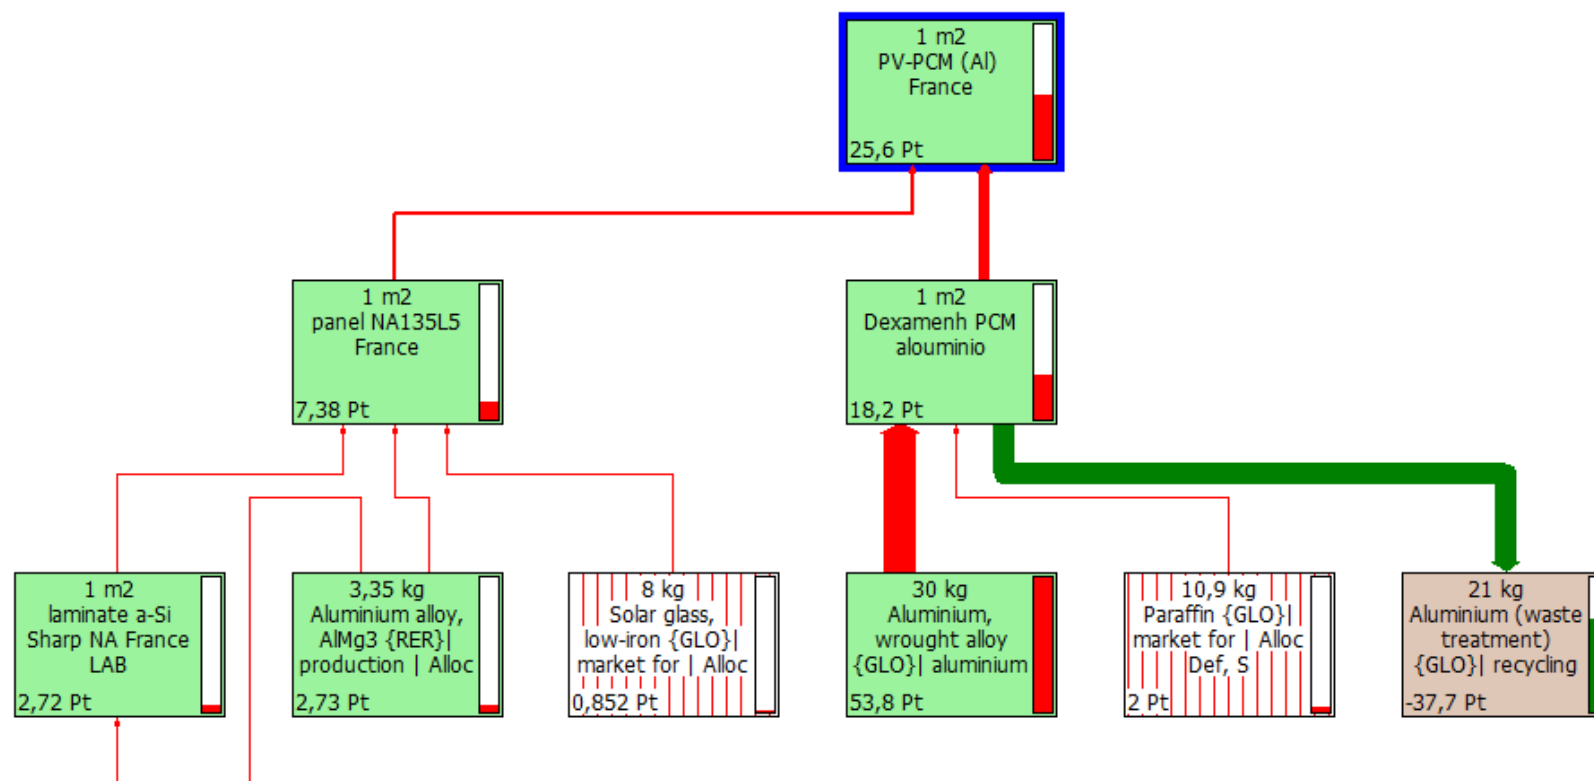 1 m2
PV-PCM (Al)
France
25,6 Pt
1 m2
panel NA135L5
France
7,38 Pt
1 m2
Dexamenh PCM
alouminio
18,2 Pt
1 m2
laminate a-Si
Sharp NA France
LAB
2,72 Pt
3,35 kg
Aluminium alloy,
AlMg3 {RER}|
production | Alloc
2,73 Pt
8 kg
Solar glass,
low-iron {GLO}|
market for | Alloc
0,852 Pt
30 kg
Aluminium,
wrought alloy
{GLO}| aluminium
53,8 Pt
10,9 kg
Paraffin {GLO}|
market for | Alloc
Def, S
2 Pt
21 kg
Aluminium (waste
treatment)
{GLO}| recycling
-37,7 Pt